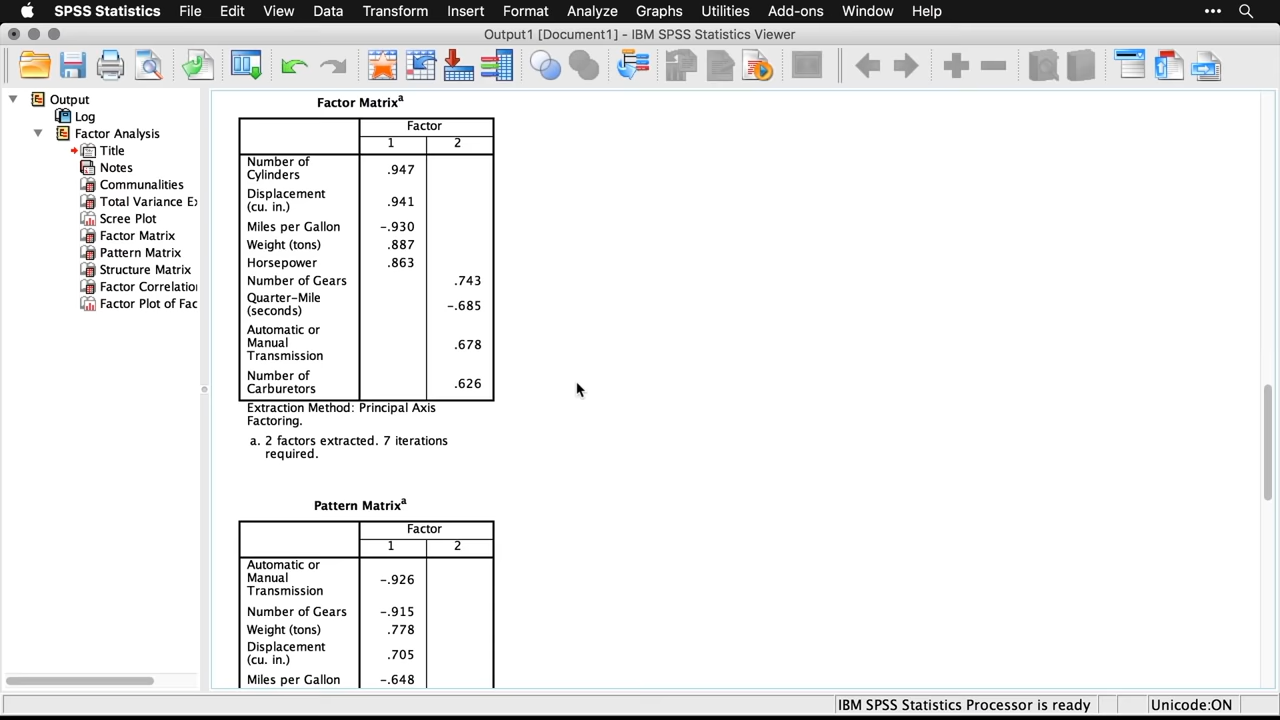 SPSS Statistics File Edit View Data Transform Insert Format Analyze Graphs Utilities Add-ons Window Help
Output1 [Document1] - IBM SPSS Statistics Viewer
Output
Log
Factor Analysis
Title
Notes
Communalities
Total Variance Ex
Scree Plot
Factor Matrix
Pattern Matrix
Structure Matrix
Factor Correlation
Factor Plot of Fac
Factor Matrixa
Factor
1 2
Number of
Cylinders .947
Displacement
(cu. in.) .941
Miles per Gallon -.930
Weight (tons) .887
Horsepower .863
Number of Gears .743
Quarter-Mile
(seconds) -.685
Automatic or
Manual .678
Transmission
Number of
Carburetors .626
Extraction Method: Principal Axis
Factoring.
a. 2 factors extracted. 7 iterations
required.
Pattern Matrixa
Factor
1 2
Automatic or
Manual -.926
Transmission
Number of Gears -.915
Weight (tons) .778
Displacement
(cu. in.) .705
Miles per Gallon -.648
IBM SPSS Statistics Processor is ready Unicode:ON